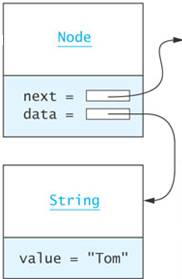 Node
next =
data =
String
value = "Tom"